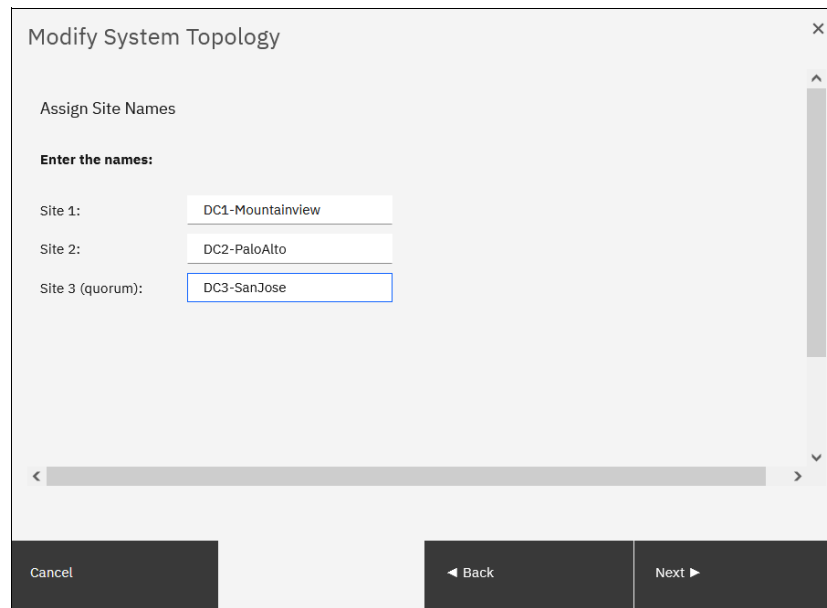 Modify System Topology
Assign Site Names
Enter the names:
Site 1: DC1-Mountainview
Site 2: DC2-PaloAlto
Site 3 (quorum): DC3-SanJose
Cancel ◄ Back Next ►